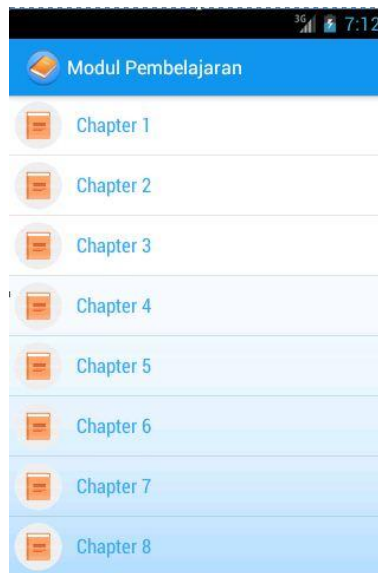 3G 7:12
Modul Pembelajaran
Chapter 1
Chapter 2
Chapter 3
Chapter 4
Chapter 5
Chapter 6
Chapter 7
Chapter 8